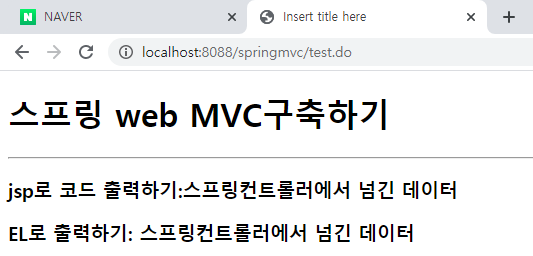 N NAVER
Insert title here
localhost:8088/springmvc/test.do
스프링 web MVC구축하기
jsp로 코드 출력하기:스프링컨트롤러에서 넘긴 데이터
EL로 출력하기: 스프링컨트롤러에서 넘긴 데이터